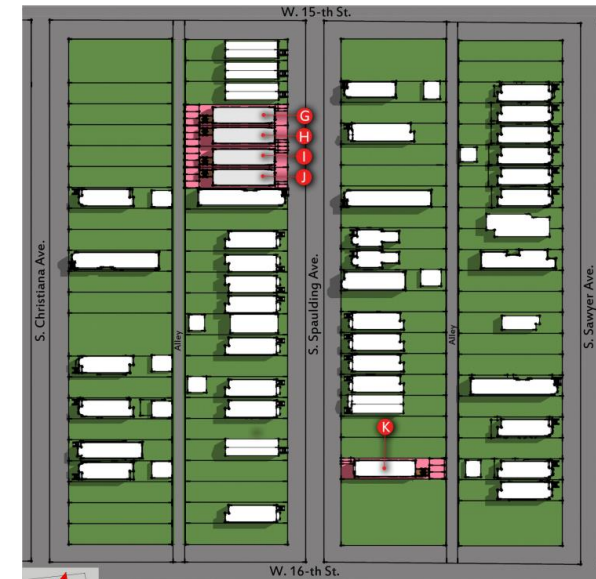 W. 15-th St.
G
H
I
J
S. Christiana Ave.
Alley
S. Spaulding Ave.
Alley
S. Sawyer Ave.
K
W. 16-th St.